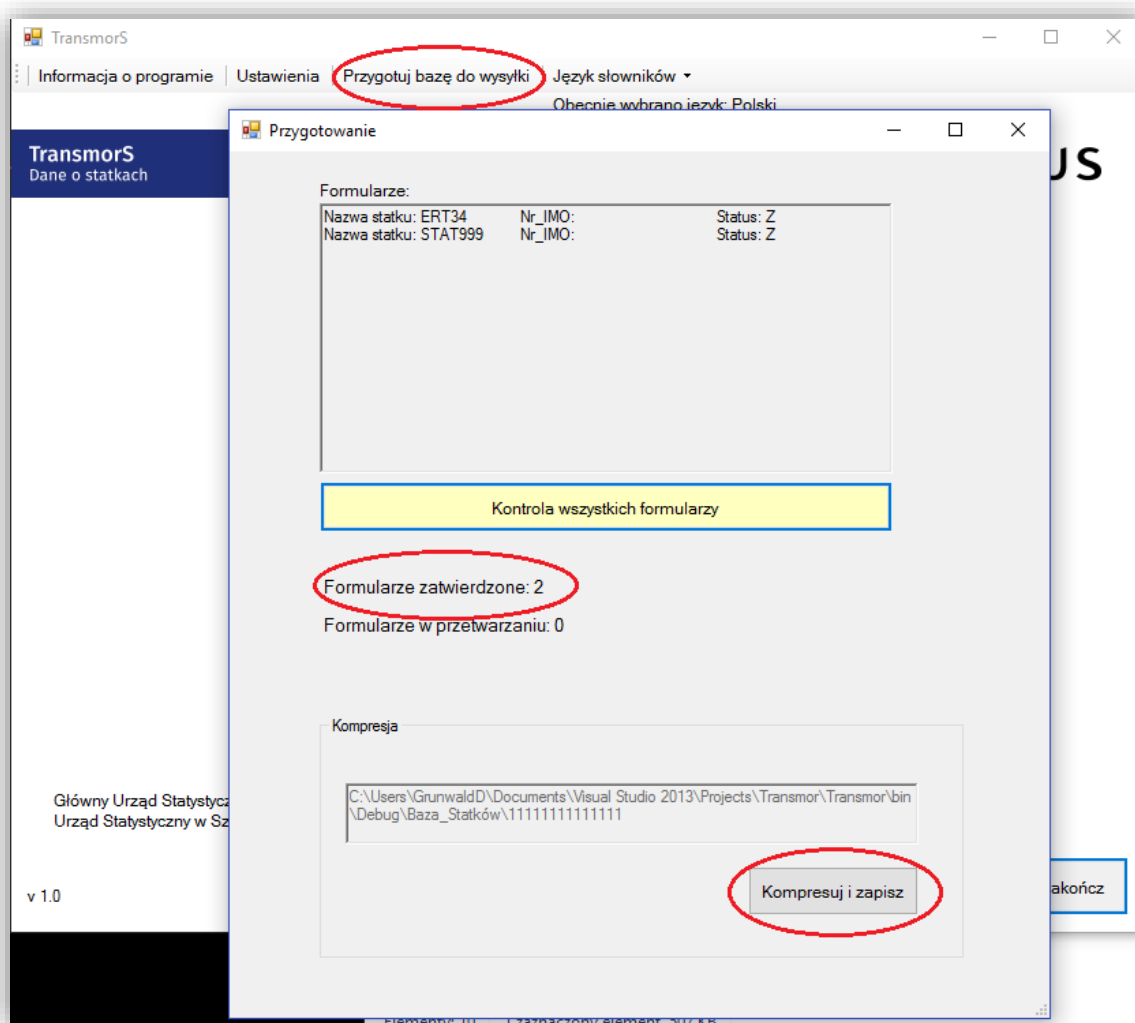 TransmorS
Informacja o programie Ustawienia Przygotuj bazę do wysyłki Język słowników
Obecnie wybrano język: Polski
TransmorS
Dane o statkach
US
Przygotowanie
Formularze:
Nazwa statku: ERT34 Nr_IMO: Status: Z
Nazwa statku: STAT999 Nr_IMO: Status: Z
Kontrola wszystkich formularzy
Formularze zatwierdzone: 2
Formularze w przetwarzaniu: 0
Kompresja
C:\Users\GrunwaldD\Documents\Visual Studio 2013\Projects\Transmor\Transmor\bin
\Debug\Baza_Statków\11111111111111
Kompresuj i zapisz
Główny Urząd Statystycz
Urząd Statystyczny w Sz
v 1.0
akończ